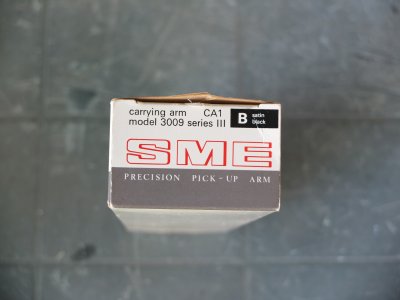 carrying arm CA1
model 3009 series III
B satin black
SME
PRECISION PICK-UP ARM